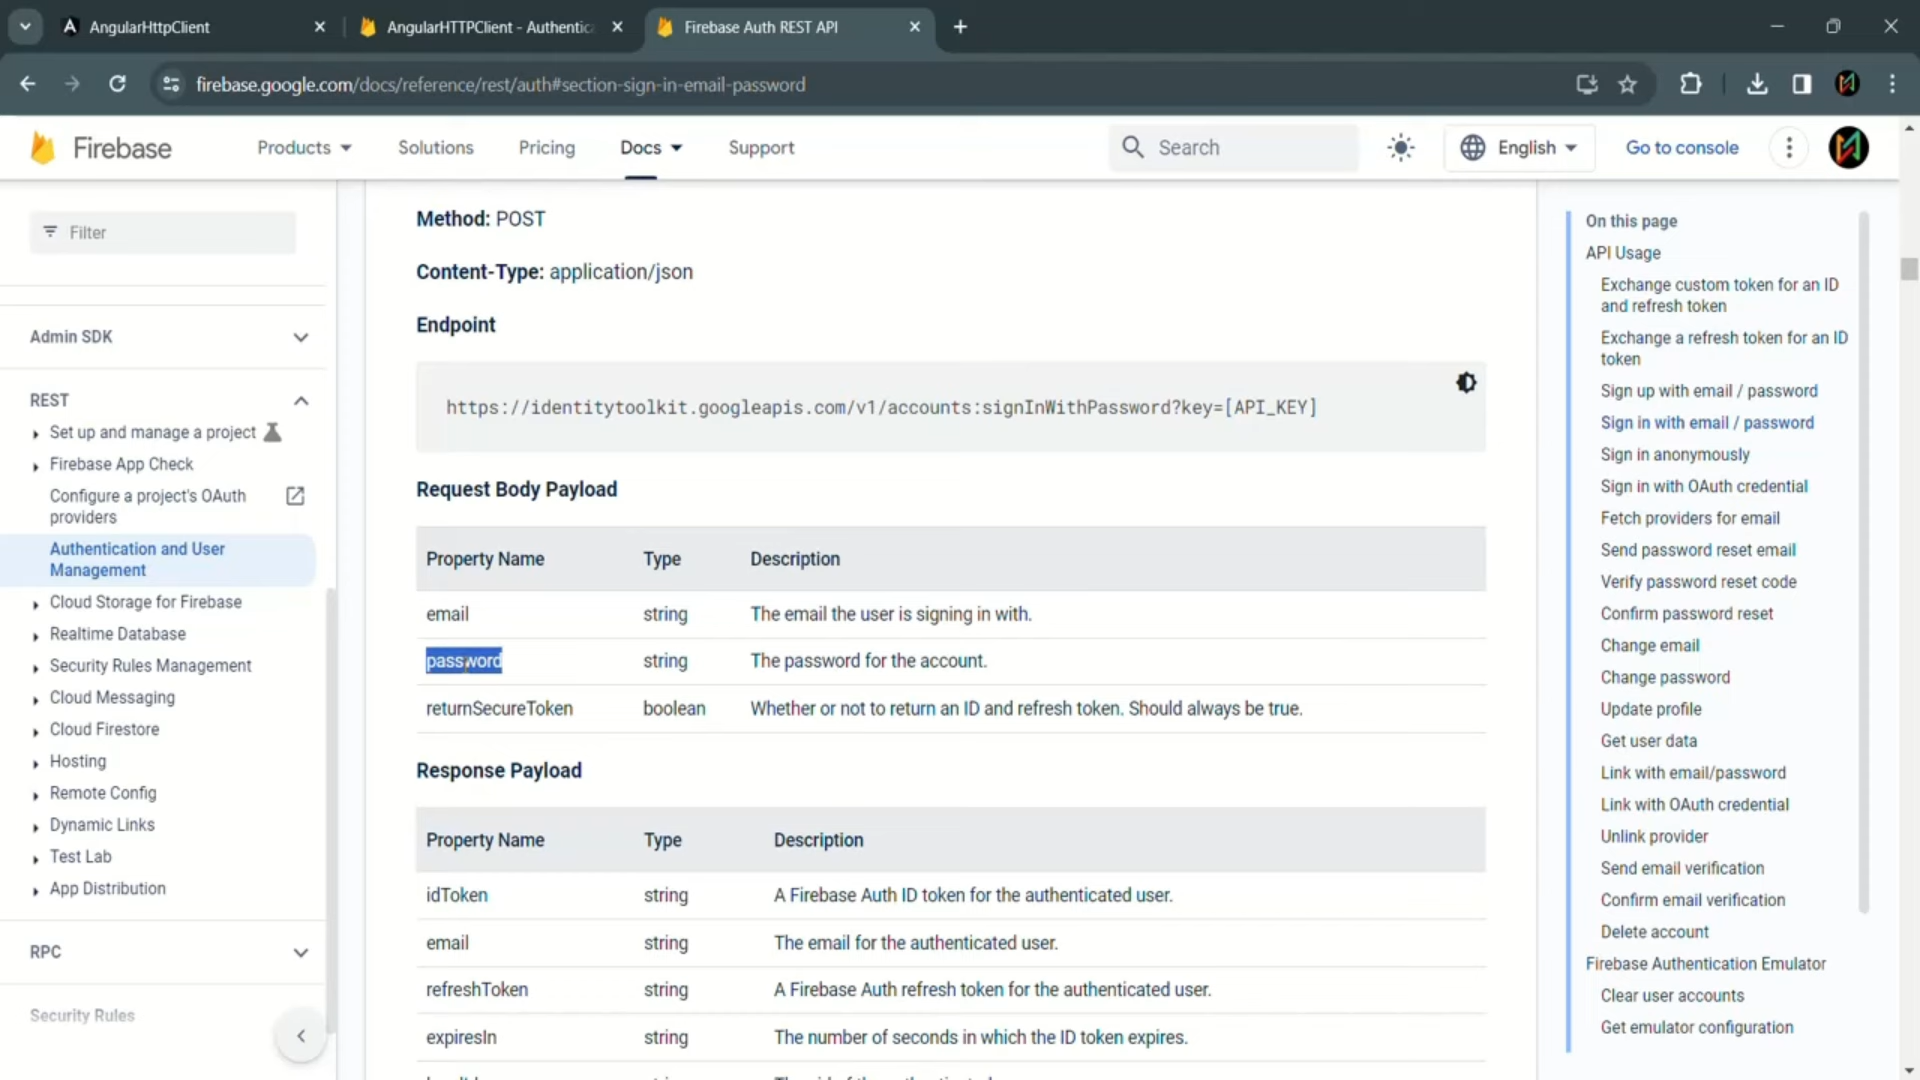 AngularHttpClient
AngularHTTPClient - Authentic
Firebase Auth REST API
firebase.google.com/docs/reference/rest/auth#section-sign-in-email-password
Firebase
Products
Solutions
Pricing
Docs
Support
Search
English
Go to console
Filter
Admin SDK
REST
Set up and manage a project
Firebase App Check
Configure a project's OAuth
providers
Authentication and User
Management
Cloud Storage for Firebase
Realtime Database
Security Rules Management
Cloud Messaging
Cloud Firestore
Hosting
Remote Config
Dynamic Links
Test Lab
App Distribution
RPC
Security Rules
Method: POST
Content-Type: application/json
Endpoint
https://identitytoolkit.googleapis.com/v1/accounts:signInWithPassword?key=[API_KEY]
Request Body Payload
Property Name Type Description
email string The email the user is signing in with.
password string The password for the account.
returnSecureToken boolean Whether or not to return an ID and refresh token. Should always be true.
Response Payload
Property Name Type Description
idToken string A Firebase Auth ID token for the authenticated user.
email string The email for the authenticated user.
refreshToken string A Firebase Auth refresh token for the authenticated user.
expiresIn string The number of seconds in which the ID token expires.
On this page
API Usage
Exchange custom token for an ID
and refresh token
Exchange a refresh token for an ID
token
Sign up with email / password
Sign in with email / password
Sign in anonymously
Sign in with OAuth credential
Fetch providers for email
Send password reset email
Verify password reset code
Confirm password reset
Change email
Change password
Update profile
Get user data
Link with email/password
Link with OAuth credential
Unlink provider
Send email verification
Confirm email verification
Delete account
Firebase Authentication Emulator
Clear user accounts
Get emulator configuration